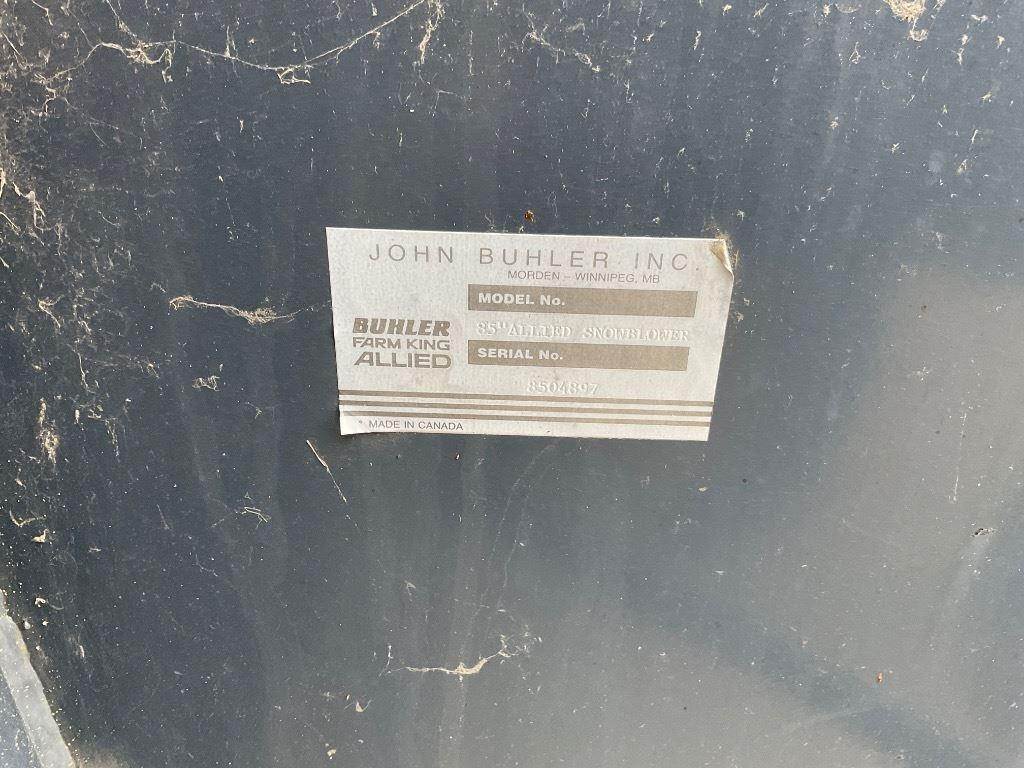 JOHN BUHLER INC.
MORDEN – WINNIPEG, MB
MODEL No.
85" ALLIED SNOWBLOWER
BUHLER
FARM KING
ALLIED
SERIAL No.
8504897
* MADE IN CANADA